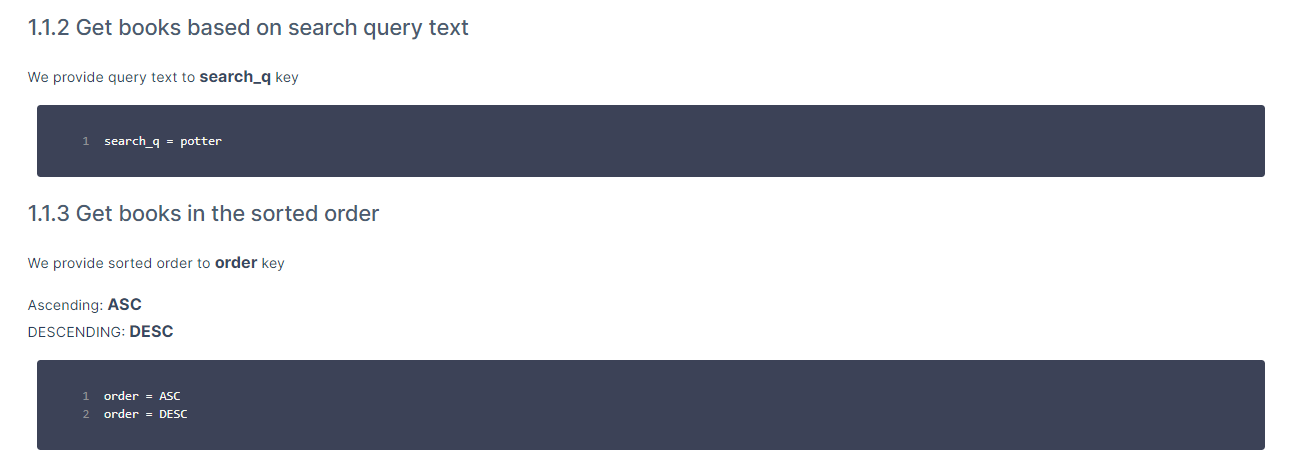 1.1.2 Get books based on search query text
We provide query text to search_q key
1 search_q = potter
1.1.3 Get books in the sorted order
We provide sorted order to order key
Ascending: ASC
DESCENDING: DESC
1 order = ASC
2 order = DESC